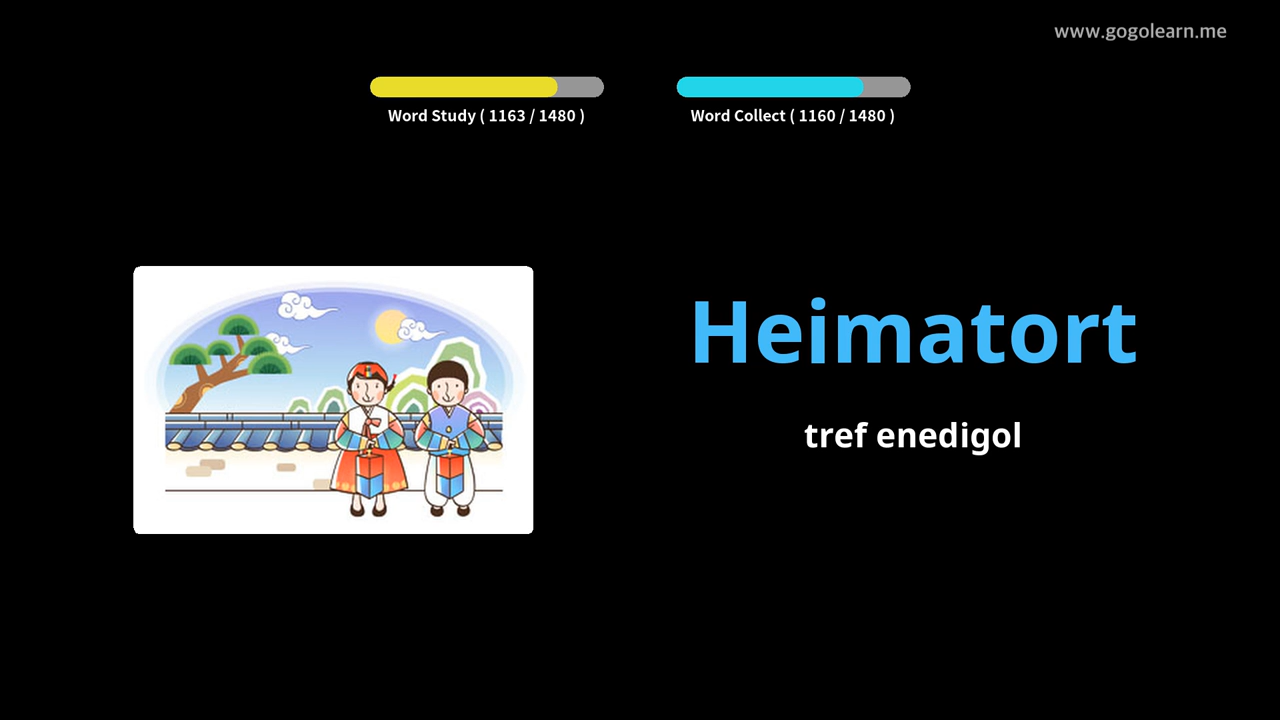 www.gogolearn.me
Word Study ( 1163 / 1480 )
Word Collect ( 1160 / 1480 )
Heimatort
tref enedigol